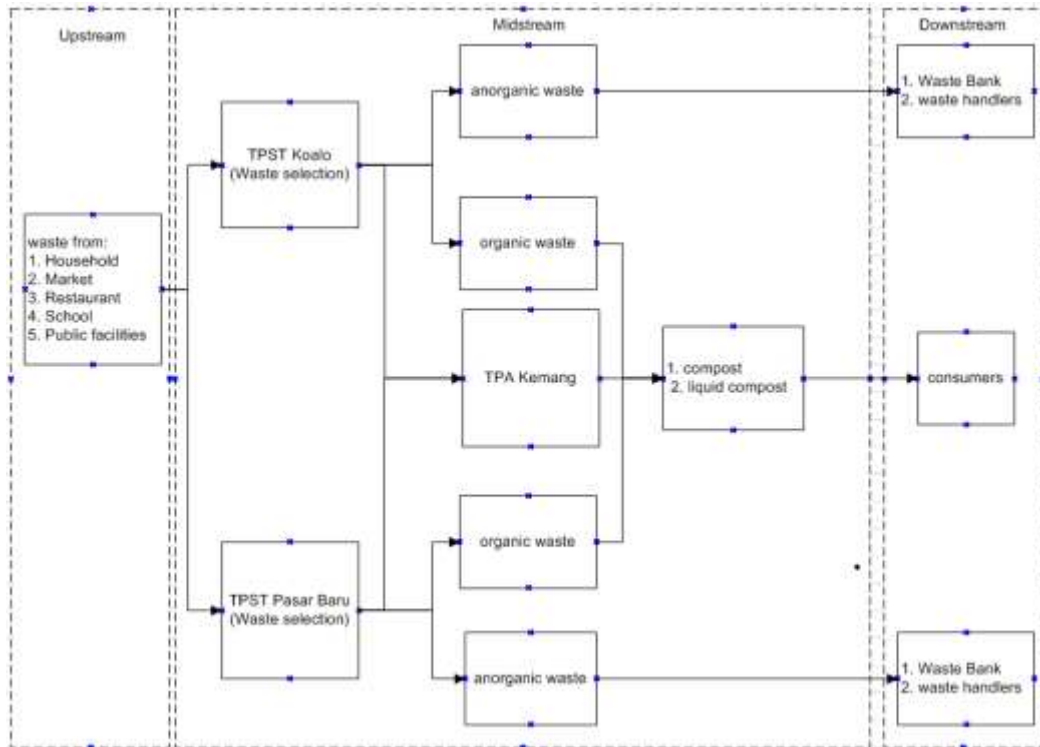 Upstream
Midstream
Downstream
waste from:
1. Household
2. Market
3. Restaurant
4. School
5. Public facilities
TPST Koalo
(Waste selection)
TPST Pasar Baru
(Waste selection)
anorganic waste
organic waste
TPA Kemang
organic waste
anorganic waste
1. compost
2. liquid compost
1. Waste Bank
2. waste handlers
consumers
1. Waste Bank
2. waste handlers